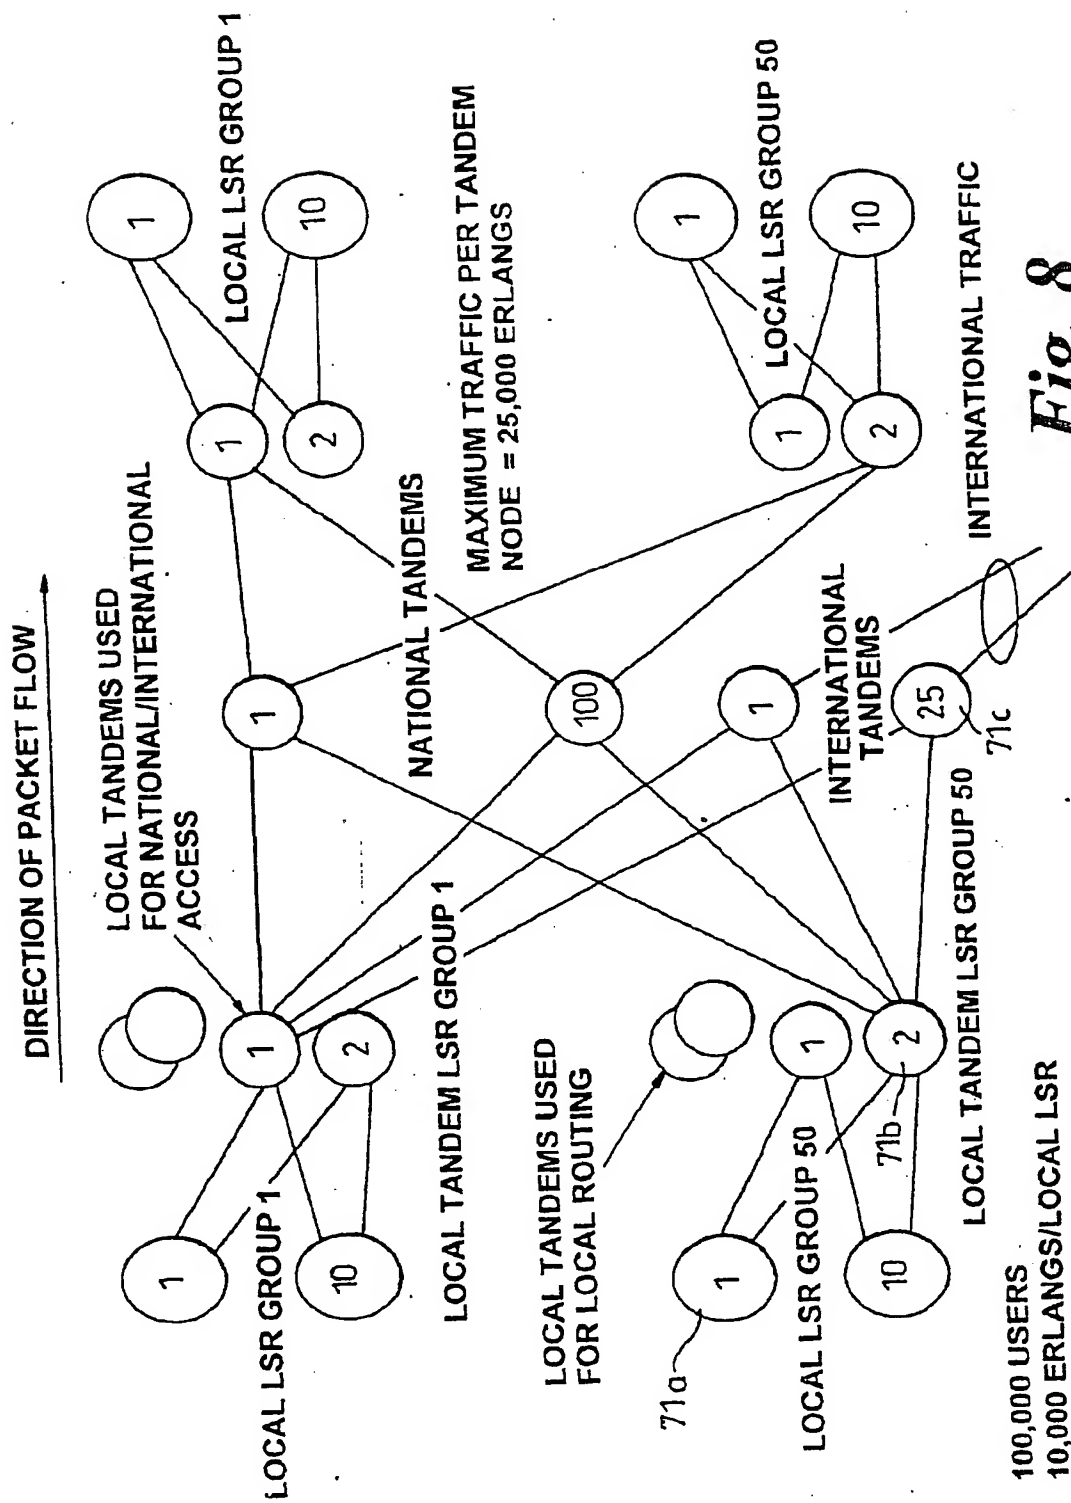 DIRECTION OF PACKET FLOW
LOCAL TANDEMS USED
FOR NATIONAL/INTERNATIONAL
ACCESS
1
10
LOCAL LSR GROUP 1
1
2
LOCAL TANDEM LSR GROUP 1
1
NATIONAL TANDEMS
100
1
2
1
10
LOCAL LSR GROUP 1
MAXIMUM TRAFFIC PER TANDEM
NODE = 25,000 ERLANGS
LOCAL TANDEMS USED
FOR LOCAL ROUTING
71a
1
10
LOCAL LSR GROUP 50
1
2
71b
LOCAL TANDEM LSR GROUP 50
1
INTERNATIONAL
TANDEMS
25
71c
1
2
1
10
LOCAL LSR GROUP 50
INTERNATIONAL TRAFFIC
100,000 USERS
10,000 ERLANGS/LOCAL LSR
Fig. 8